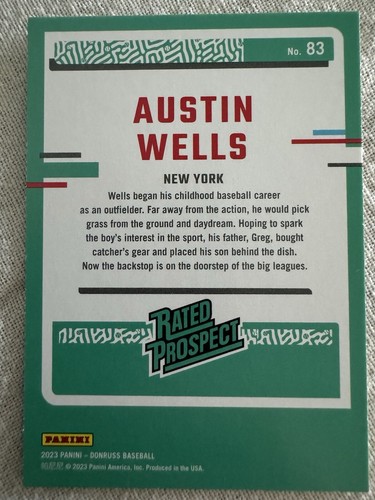 No. 83
AUSTIN
WELLS
NEW YORK
Wells began his childhood baseball career
as an outfielder. Far away from the action, he would pick
grass from the ground and daydream. Hoping to spark
the boy's interest in the sport, his father, Greg, bought
catcher's gear and placed his son behind the dish.
Now the backstop is on the doorstep of the big leagues.
RATED
PROSPECT
PANINI
2023 PANINI – DONRUSS BASEBALL
© 2023 Panini America, Inc. Produced in the USA.